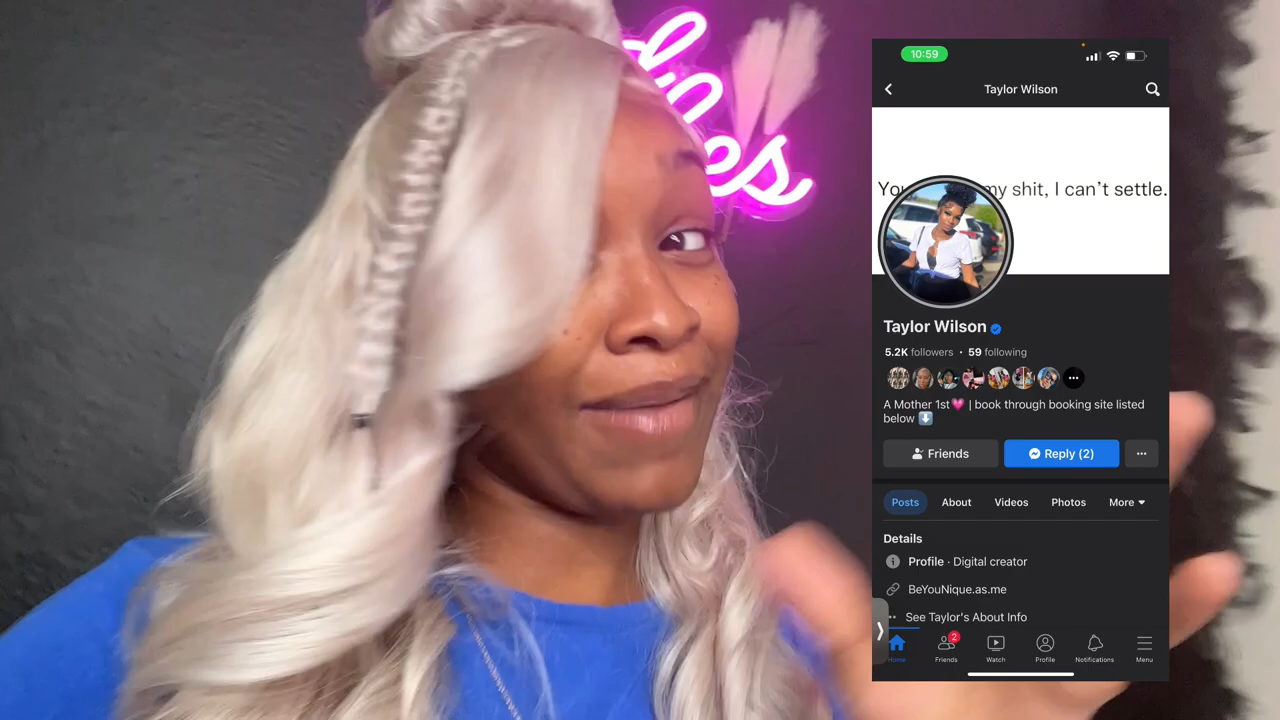 10:59
Taylor Wilson
my shit, I can't settle.
Taylor Wilson
5.2K followers • 59 following
A Mother 1st💗 | book through booking site listed
below ⬇️
Friends
Reply (2)
Posts
About
Videos
Photos
More
Details
Profile · Digital creator
BeYouNique.as.me
See Taylor's About Info
2
Home
Friends
Watch
Profile
Notifications
Menu